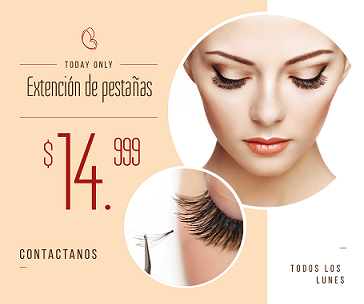 TODAY ONLY
Extención de pestañas
$14.999
CONTACTANOS
TODOS LOS
LUNES